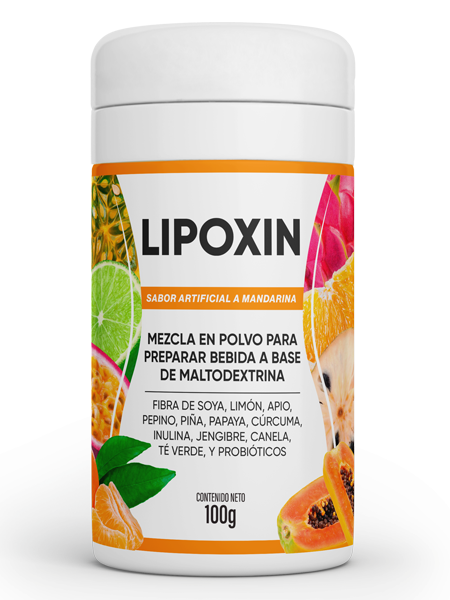 LIPOXIN
SABOR ARTIFICIAL A MANDARINA
MEZCLA EN POLVO PARA
PREPARAR BEBIDA A BASE
DE MALTODEXTRINA
FIBRA DE SOYA, LIMÓN, APIO,
PEPINO, PIÑA, PAPAYA, CÚRCUMA,
INULINA, JENGIBRE, CANELA,
TÉ VERDE, Y PROBIÓTICOS
CONTENIDO NETO
100g